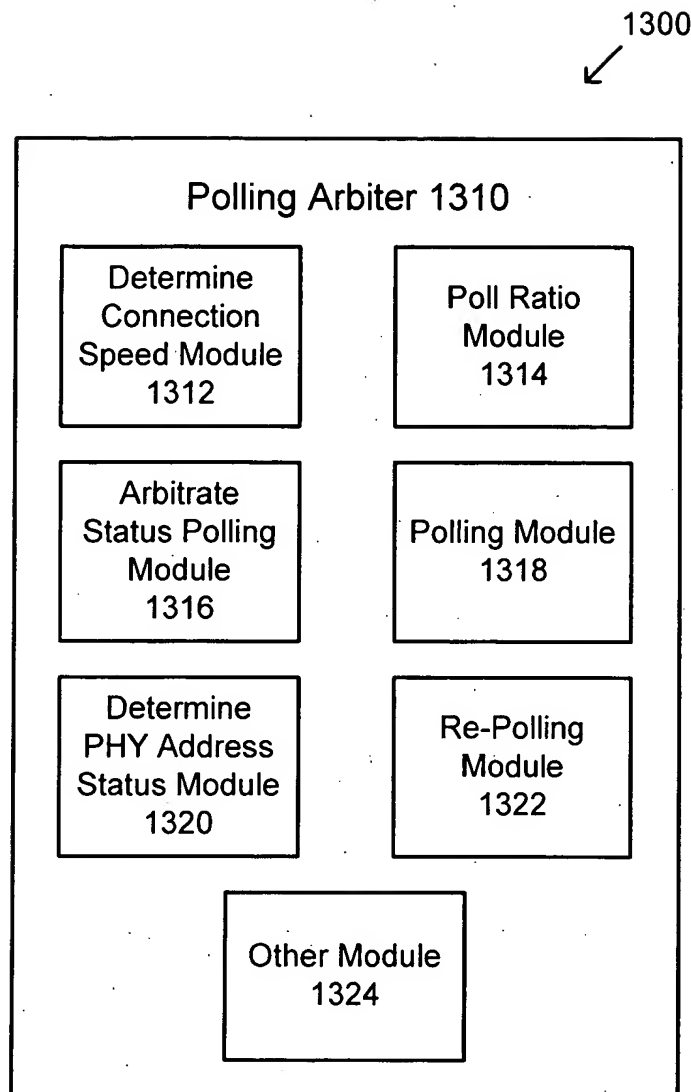 1300
Polling Arbiter 1310
Determine
Connection
Speed Module
1312
Poll Ratio
Module
1314
Arbitrate
Status Polling
Module
1316
Polling Module
1318
Determine
PHY Address
Status Module
1320
Re-Polling
Module
1322
Other Module
1324